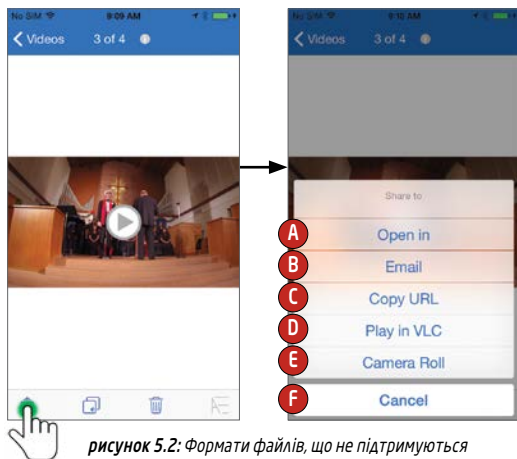 No SIM 9:09 AM
Videos 3 of 4
No SIM 9:10 AM
Videos 3 of 4
Share to
A Open in
B Email
C Copy URL
D Play in VLC
E Camera Roll
F Cancel
рисунок 5.2: Формати файлів, що не підтримуються